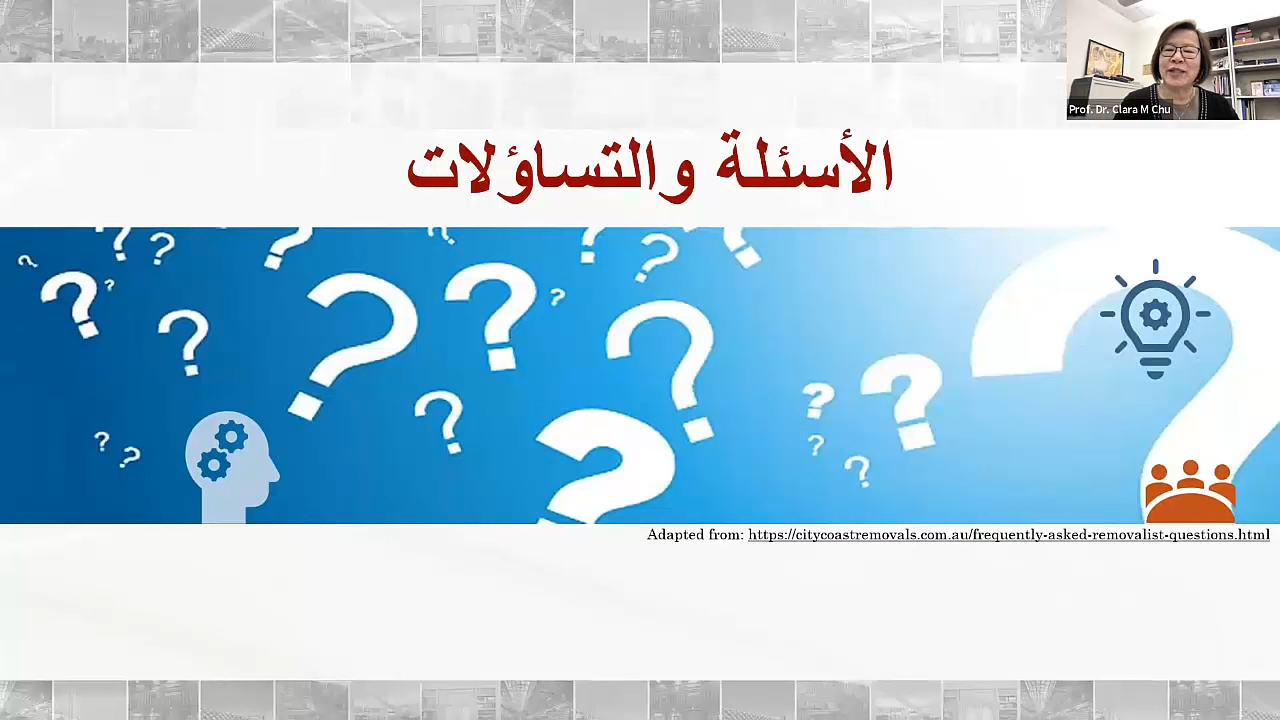 Prof. Dr. Clara M Chu
الأسئلة والتساؤلات
Adapted from: https://citycoastremovals.com.au/frequently-asked-removalist-questions.html